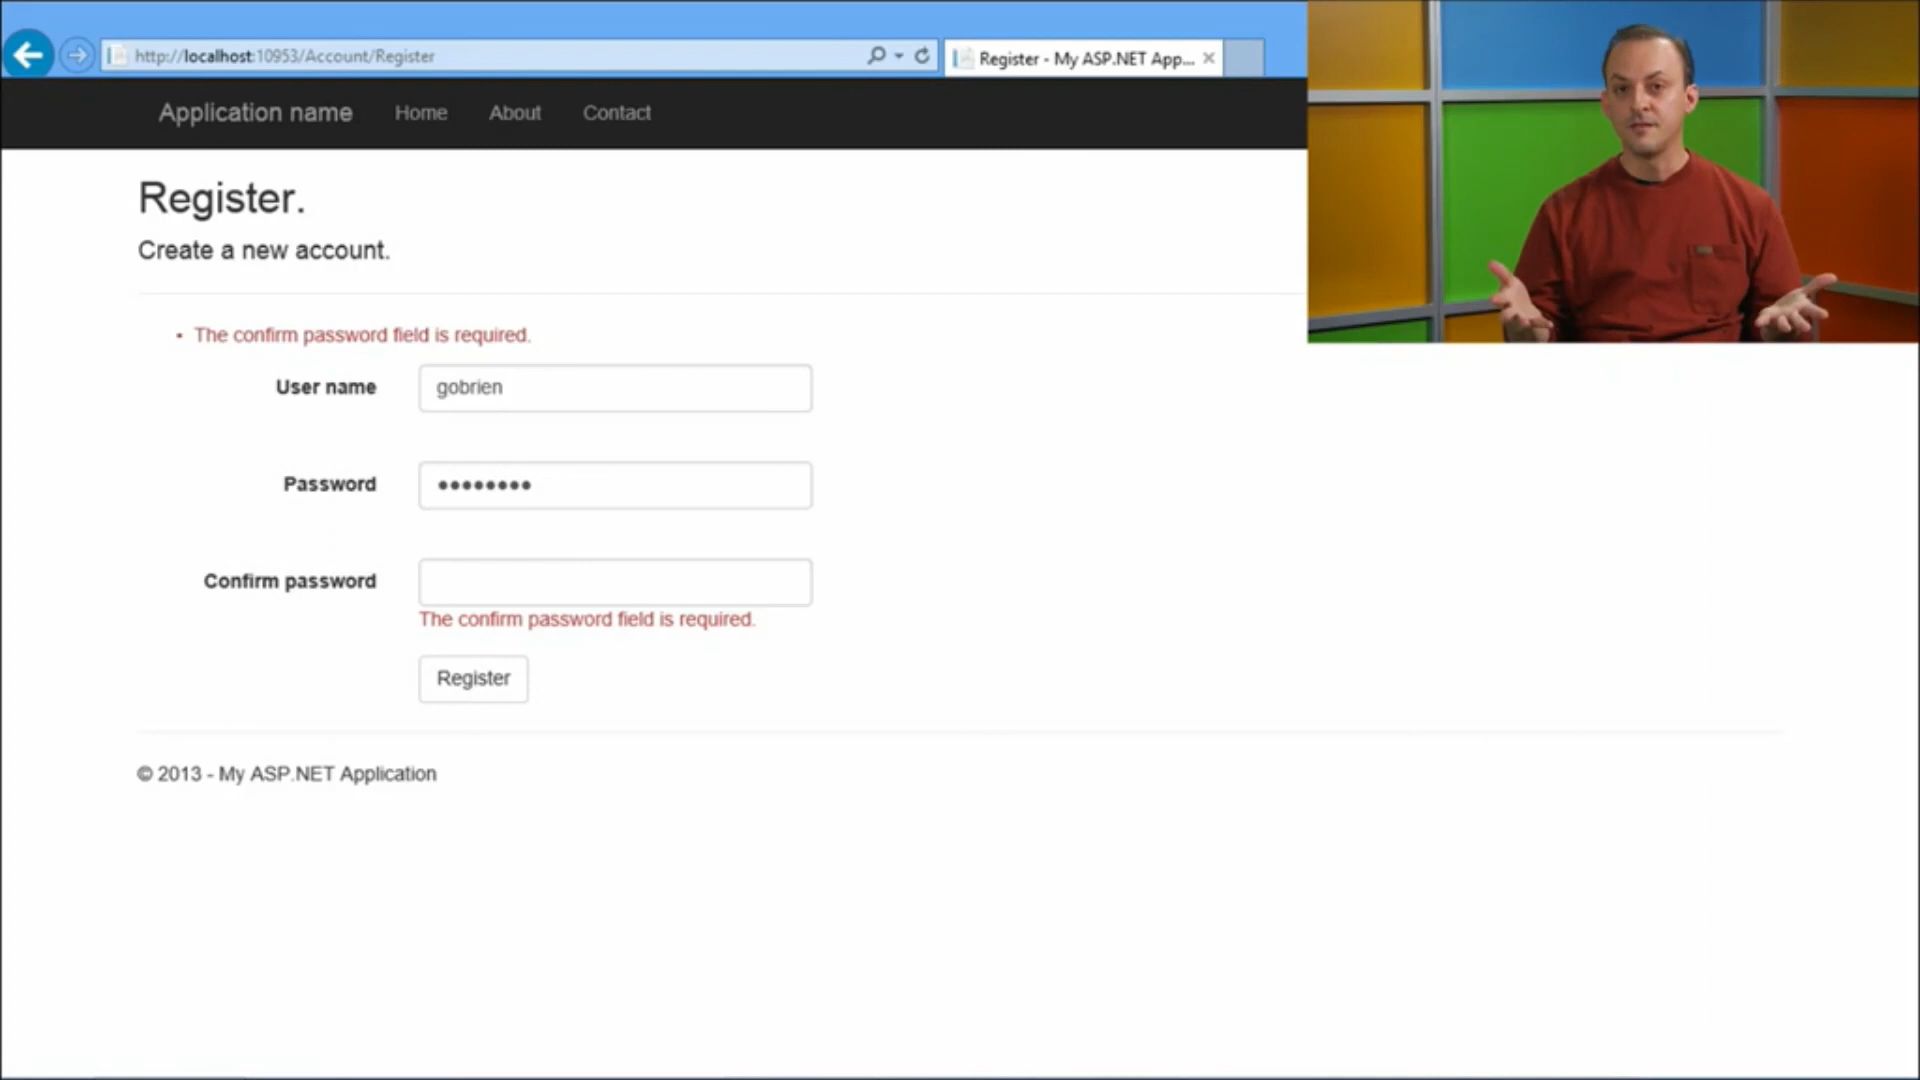 http://localhost:10953/Account/Register
Register - My ASP.NET App...
Application name Home About Contact
Register.
Create a new account.
The confirm password field is required.
User name gobrien
Password ••••••••
Confirm password
The confirm password field is required.
Register
© 2013 - My ASP.NET Application